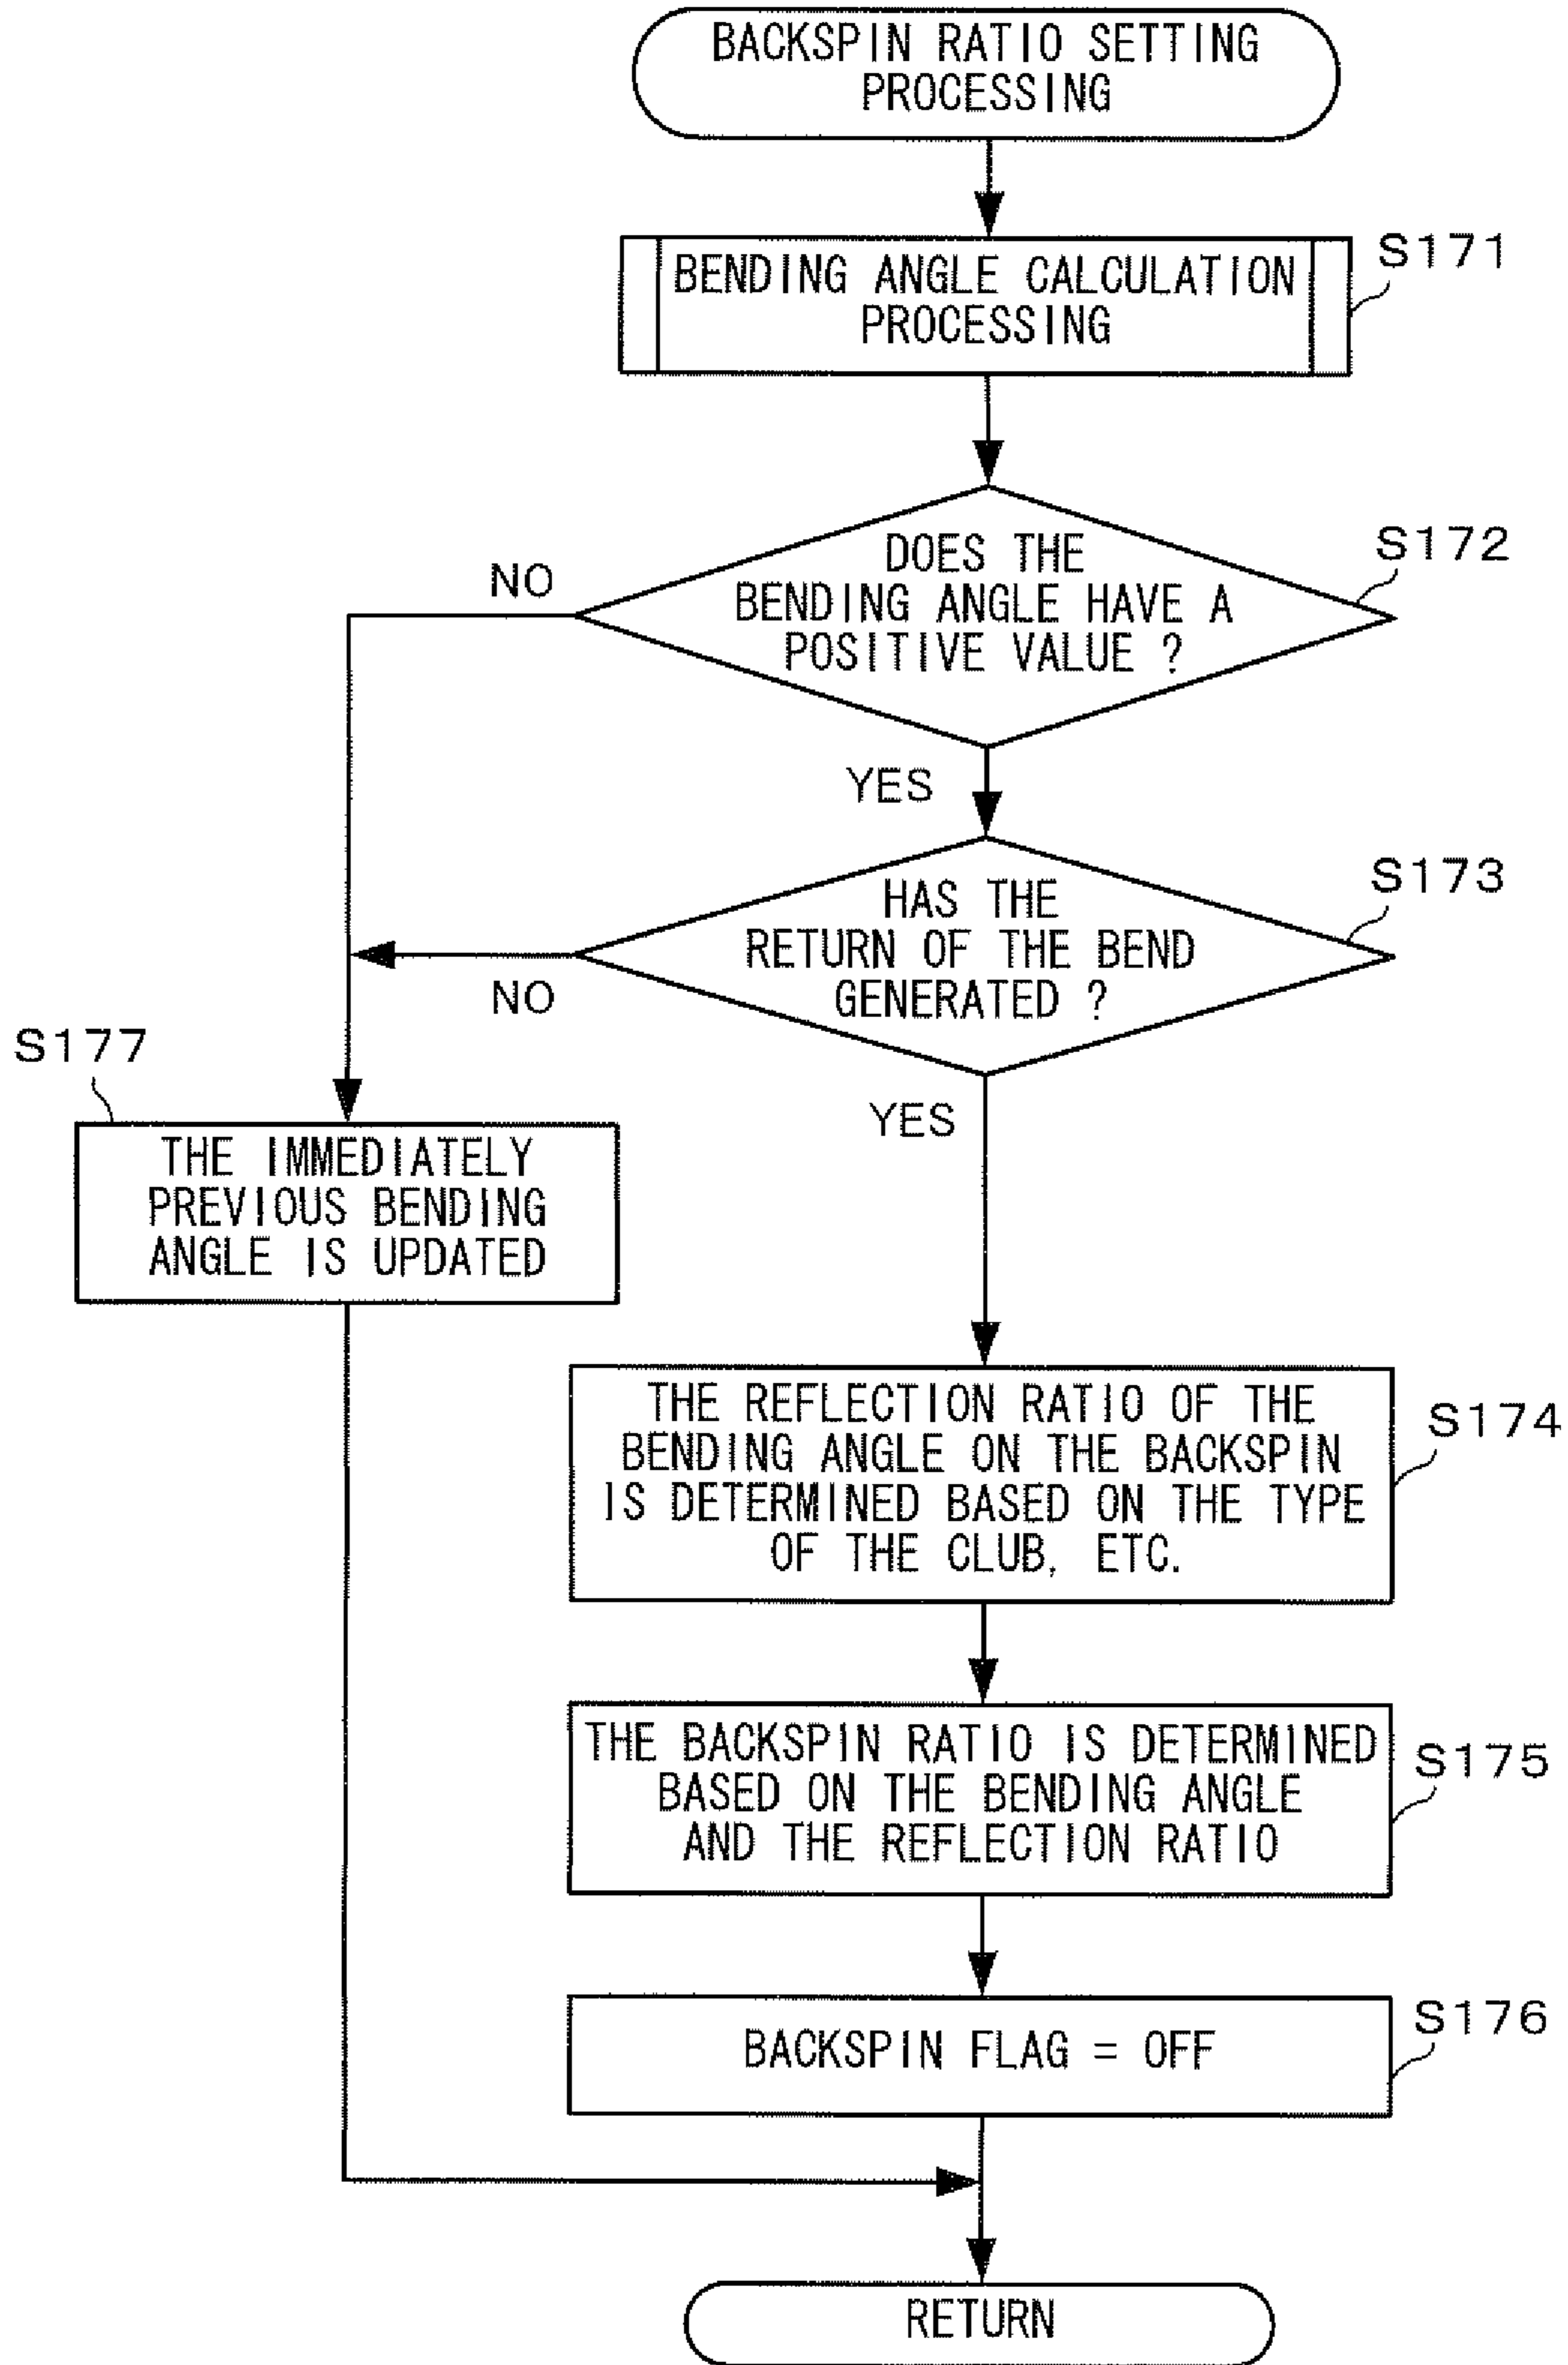 BACKSPIN RATIO SETTING
PROCESSING
BENDING ANGLE CALCULATION
PROCESSING
S171
DOES THE
BENDING ANGLE HAVE A
POSITIVE VALUE ?
S172
NO
YES
HAS THE
RETURN OF THE BEND
GENERATED ?
S173
NO
YES
S177
THE IMMEDIATELY
PREVIOUS BENDING
ANGLE IS UPDATED
THE REFLECTION RATIO OF THE
BENDING ANGLE ON THE BACKSPIN
IS DETERMINED BASED ON THE TYPE
OF THE CLUB, ETC.
S174
THE BACKSPIN RATIO IS DETERMINED
BASED ON THE BENDING ANGLE
AND THE REFLECTION RATIO
S175
BACKSPIN FLAG = OFF
S176
RETURN